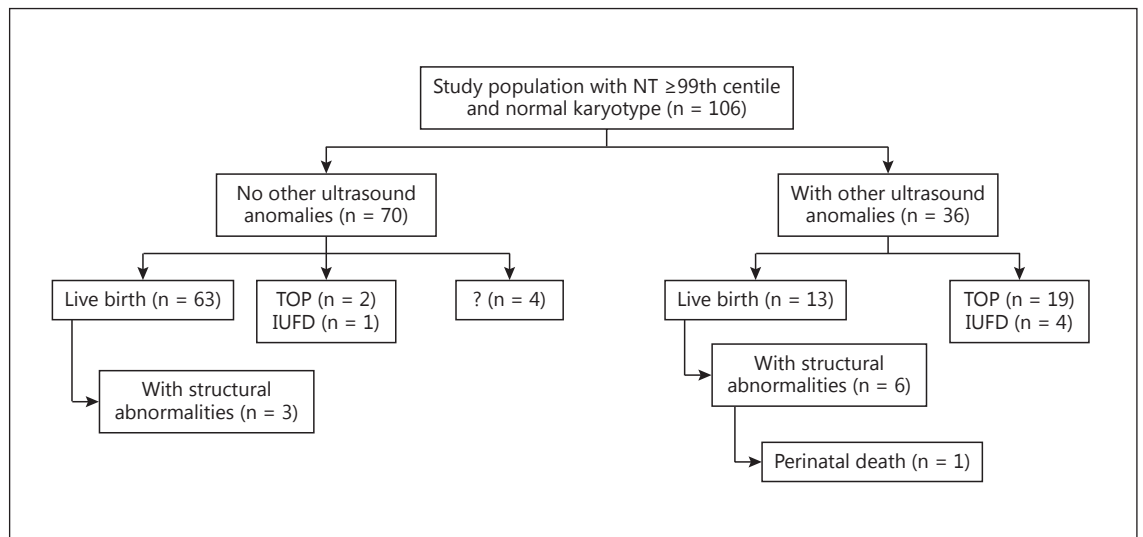 Study population with NT ≥99th centile
and normal karyotype (n = 106)
No other ultrasound
anomalies (n = 70)
With other ultrasound
anomalies (n = 36)
Live birth (n = 63)
TOP (n = 2)
IUFD (n = 1)
? (n = 4)
Live birth (n = 13)
TOP (n = 19)
IUFD (n = 4)
With structural
abnormalities (n = 3)
With structural
abnormalities (n = 6)
Perinatal death (n = 1)